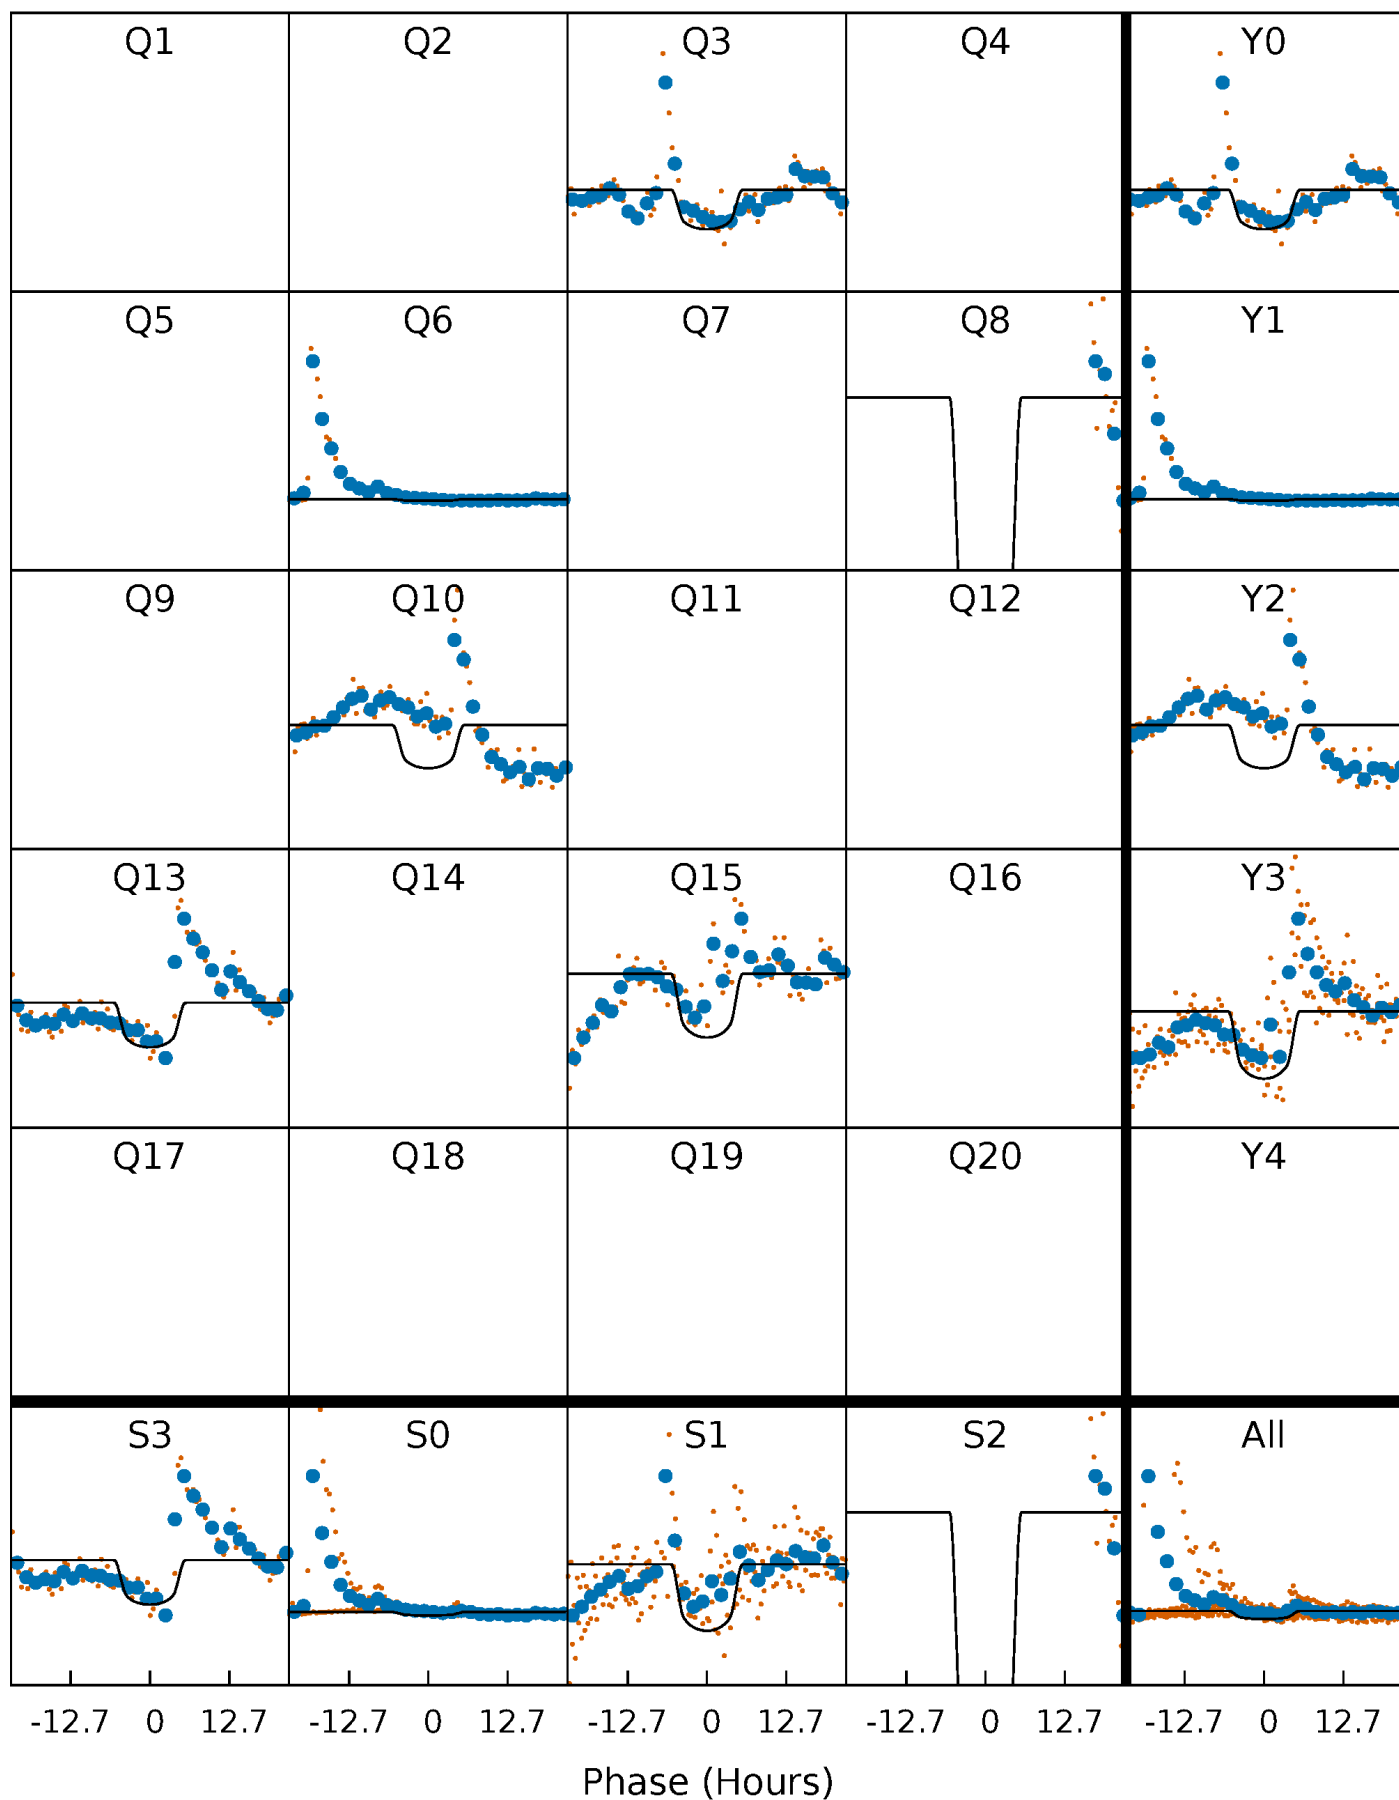 Q1 Q2 Q3 Q4 Y0
Q5 Q6 Q7 Q8 Y1
Q9 Q10 Q11 Q12 Y2
Q13 Q14 Q15 Q16 Y3
Q17 Q18 Q19 Q20 Y4
S3 S0 S1 S2 All
-12.7 0 12.7 -12.7 0 12.7 -12.7 0 12.7 -12.7 0 12.7 -12.7 0 12.7
Phase (Hours)